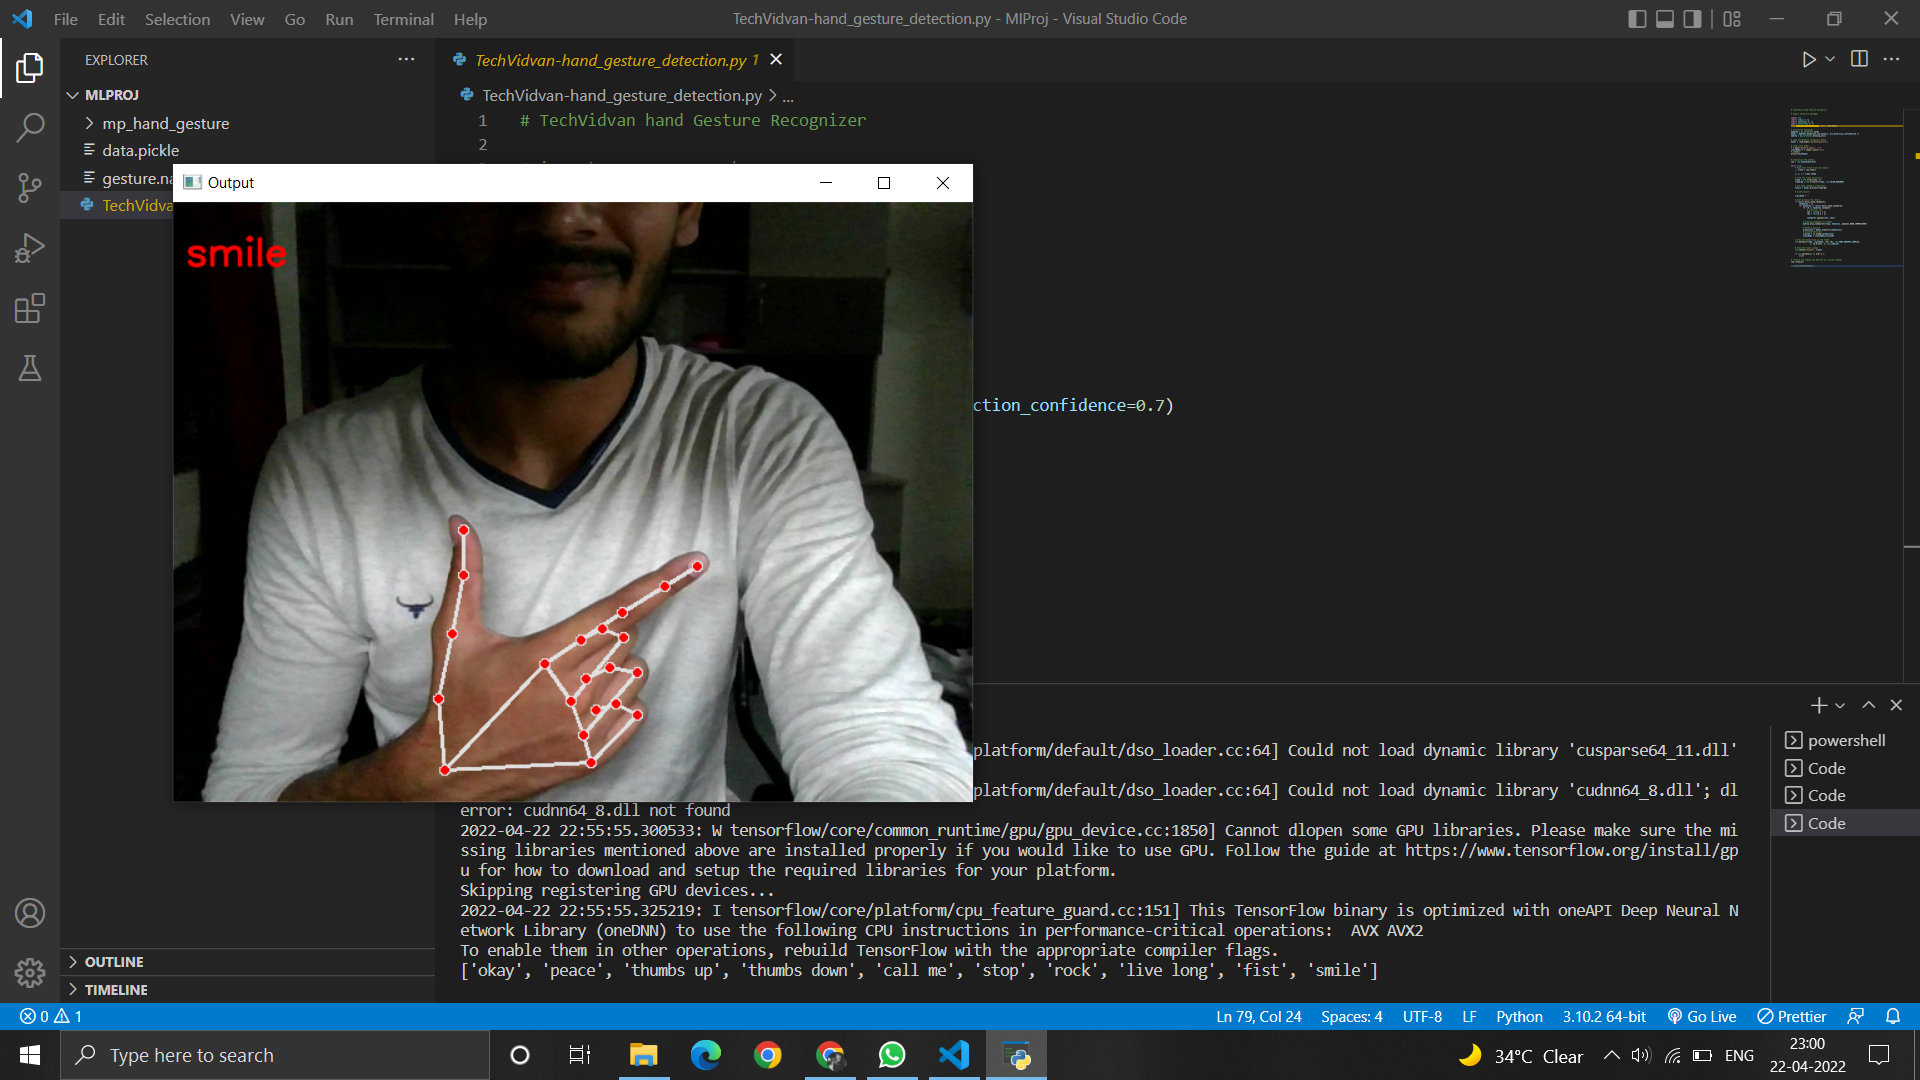 File Edit Selection View Go Run Terminal Help
TechVidvan-hand_gesture_detection.py - MlProj - Visual Studio Code
EXPLORER
MLPROJ
mp_hand_gesture
data.pickle
gesture.na
TechVidva
TechVidvan-hand_gesture_detection.py 1
TechVidvan-hand_gesture_detection.py > ...
1 # TechVidvan hand Gesture Recognizer
2
Output
smile
ction_confidence=0.7)
platform/default/dso_loader.cc:64] Could not load dynamic library 'cusparse64_11.dll'
platform/default/dso_loader.cc:64] Could not load dynamic library 'cudnn64_8.dll'; dl
error: cudnn64_8.dll not found
2022-04-22 22:55:55.300533: W tensorflow/core/common_runtime/gpu/gpu_device.cc:1850] Cannot dlopen some GPU libraries. Please make sure the mi
ssing libraries mentioned above are installed properly if you would like to use GPU. Follow the guide at https://www.tensorflow.org/install/gp
u for how to download and setup the required libraries for your platform.
Skipping registering GPU devices...
2022-04-22 22:55:55.325219: I tensorflow/core/platform/cpu_feature_guard.cc:151] This TensorFlow binary is optimized with oneAPI Deep Neural N
etwork Library (oneDNN) to use the following CPU instructions in performance-critical operations:  AVX AVX2
To enable them in other operations, rebuild TensorFlow with the appropriate compiler flags.
['okay', 'peace', 'thumbs up', 'thumbs down', 'call me', 'stop', 'rock', 'live long', 'fist', 'smile']
powershell
Code
Code
Code
OUTLINE
TIMELINE
0 1
Ln 79, Col 24 Spaces: 4 UTF-8 LF Python 3.10.2 64-bit Go Live Prettier
Type here to search
34°C Clear
ENG
23:00
22-04-2022